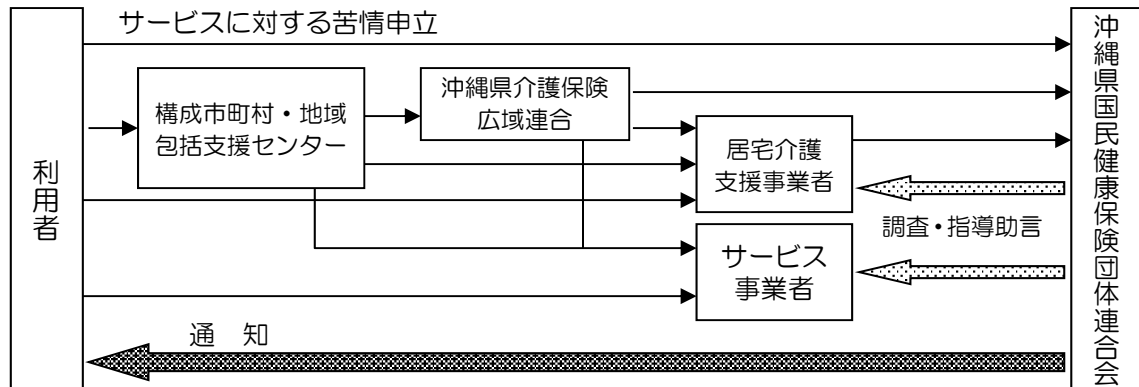 サービスに対する苦情申立
利用者
構成市町村・地域
包括支援センター
沖縄県介護保険
広域連合
居宅介護
支援事業者
サービス
事業者
調査・指導助言
通 知
沖縄県国民健康保険団体連合会